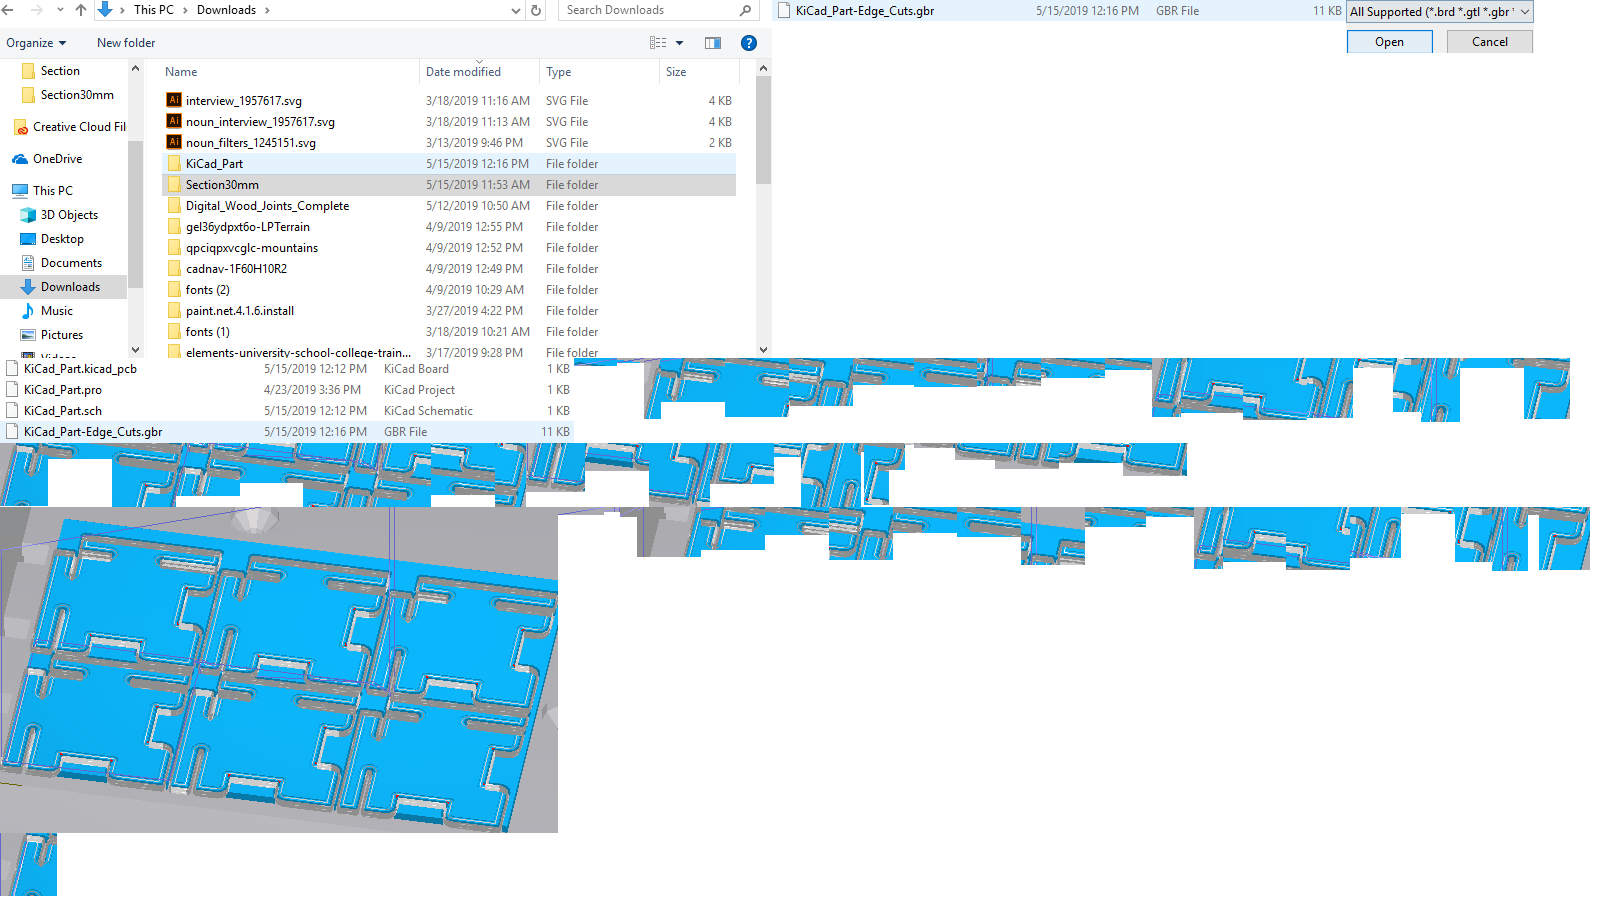 This PC > Downloads >
Search Downloads
KiCad_Part-Edge_Cuts.gbr 5/15/2019 12:16 PM GBR File 11 KB
All Supported (*.brd *.gtl *.gbr *
Open Cancel
Organize New folder
Section
Section30mm
Creative Cloud Fil
OneDrive
This PC
3D Objects
Desktop
Documents
Downloads
Music
Pictures
Videos
Name Date modified Type Size
interview_1957617.svg 3/18/2019 11:16 AM SVG File 4 KB
noun_interview_1957617.svg 3/18/2019 11:13 AM SVG File 4 KB
noun_filters_1245151.svg 3/13/2019 9:46 PM SVG File 2 KB
KiCad_Part 5/15/2019 12:16 PM File folder
Section30mm 5/15/2019 11:53 AM File folder
Digital_Wood_Joints_Complete 5/12/2019 10:50 AM File folder
gel36ydpxt6o-LPTerrain 4/9/2019 12:55 PM File folder
qpciqpxvcglc-mountains 4/9/2019 12:52 PM File folder
cadnav-1F60H10R2 4/9/2019 12:49 PM File folder
fonts (2) 4/9/2019 10:29 AM File folder
paint.net.4.1.6.install 3/27/2019 4:22 PM File folder
fonts (1) 3/18/2019 10:21 AM File folder
elements-university-school-college-train... 3/17/2019 9:28 PM File folder
KiCad_Part.kicad_pcb 5/15/2019 12:12 PM KiCad Board 1 KB
KiCad_Part.pro 4/23/2019 3:36 PM KiCad Project 1 KB
KiCad_Part.sch 5/15/2019 12:12 PM KiCad Schematic 1 KB
KiCad_Part-Edge_Cuts.gbr 5/15/2019 12:16 PM GBR File 11 KB